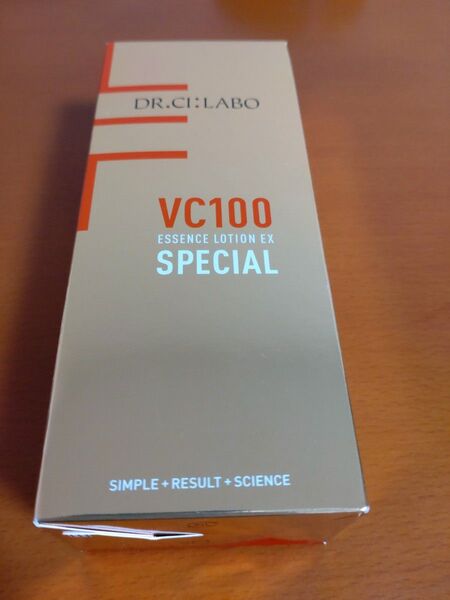 DR.CI:LABO
VC100
ESSENCE LOTION EX
SPECIAL
SIMPLE+RESULT+SCIENCE